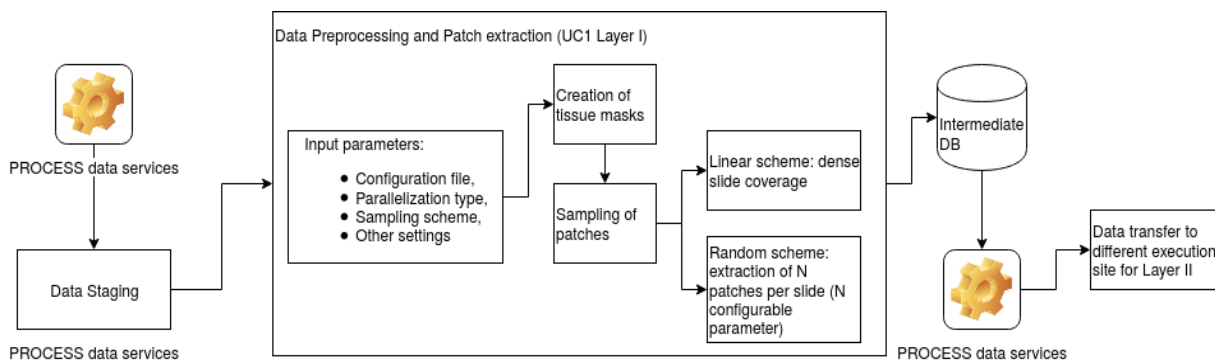 Data Preprocessing and Patch extraction (UC1 Layer I)
PROCESS data services
Data Staging
PROCESS data services
Input parameters:
Configuration file,
Parallelization type,
Sampling scheme,
Other settings
Creation of
tissue masks
Sampling of
patches
Linear scheme: dense
slide coverage
Random scheme:
extraction of N
patches per slide (N
configurable
parameter)
Intermediate
DB
PROCESS data services
Data transfer to
different execution
site for Layer II